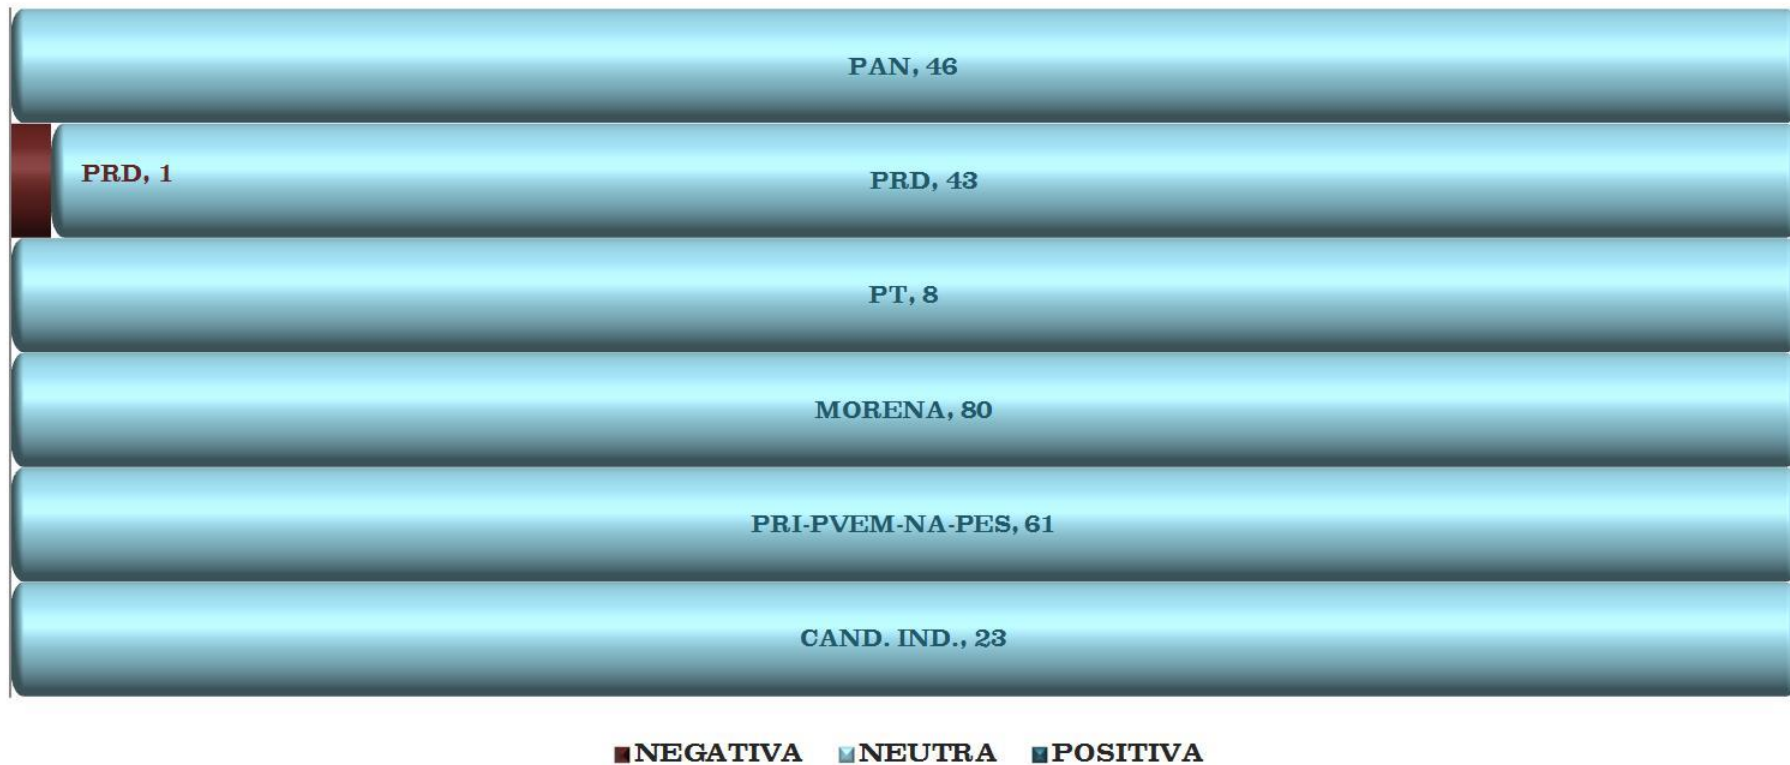 PAN, 46
PRD, 1
PRD, 43
PT, 8
MORENA, 80
PRI-PVEM-NA-PES, 61
CAND. IND., 23
NEGATIVA NEUTRA POSITIVA